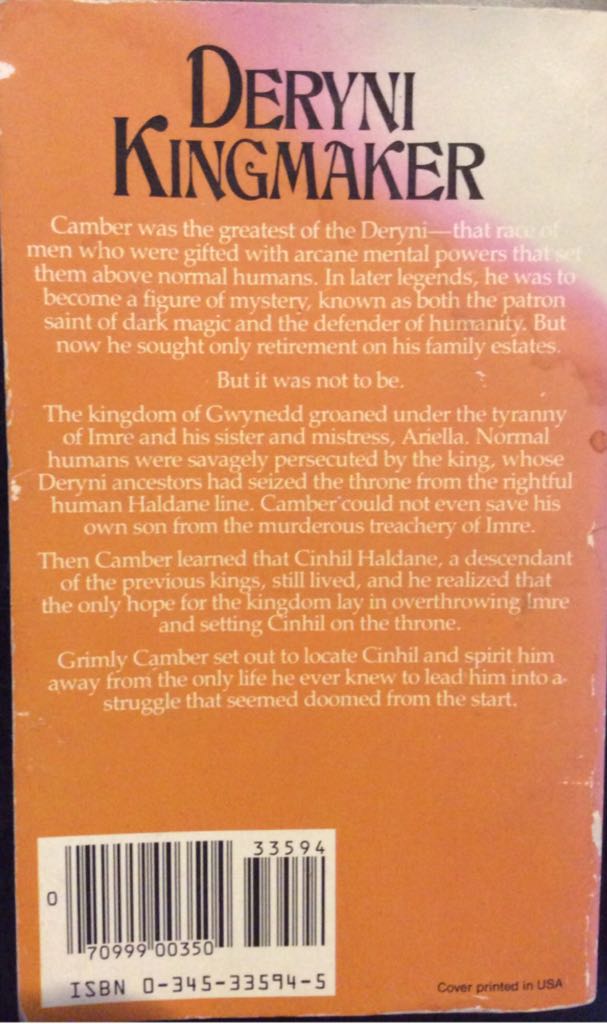 DERYNI
KINGMAKER
Camber was the greatest of the Deryni—that race of
men who were gifted with arcane mental powers that set
them above normal humans. In later legends, he was to
become a figure of mystery, known as both the patron
saint of dark magic and the defender of humanity. But
now he sought only retirement on his family estates.
But it was not to be.
The kingdom of Gwynedd groaned under the tyranny
of Imre and his sister and mistress, Ariella. Normal
humans were savagely persecuted by the king, whose
Deryni ancestors had seized the throne from the rightful
human Haldane line. Camber could not even save his
own son from the murderous treachery of Imre.
Then Camber learned that Cinhil Haldane, a descendant
of the previous kings, still lived, and he realized that
the only hope for the kingdom lay in overthrowing Imre
and setting Cinhil on the throne.
Grimly Camber set out to locate Cinhil and spirit him
away from the only life he ever knew to lead him into a
struggle that seemed doomed from the start.
33594
0
70999 00350
ISBN 0-345-33594-5
Cover printed in USA